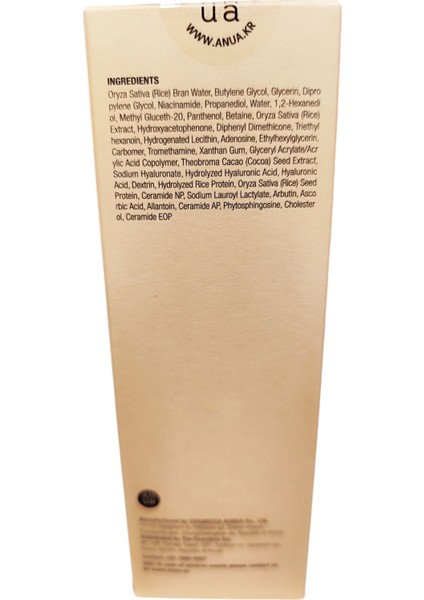 ua
WWW.ANUA.KR
INGREDIENTS
Oryza Sativa (Rice) Bran Water, Butylene Glycol, Glycerin, Dipro
pylene Glycol, Niacinamide, Propanediol, Water, 1,2-Hexanedi
ol, Methyl Gluceth-20, Panthenol, Betaine, Oryza Sativa (Rice)
Extract, Hydroxyacetophenone, Diphenyl Dimethicone, Triethyl
hexanoin, Hydrogenated Lecithin, Adenosine, Ethylhexylglycerin,
Carbomer, Tromethamine, Xanthan Gum, Glyceryl Acrylate/Acr
ylic Acid Copolymer, Theobroma Cacao (Cocoa) Seed Extract,
Sodium Hyaluronate, Hydrolyzed Hyaluronic Acid, Hyaluronic
Acid, Dextrin, Hydrolyzed Rice Protein, Oryza Sativa (Rice) Seed
Protein, Ceramide NP, Sodium Lauroyl Lactylate, Arbutin, Asco
rbic Acid, Allantoin, Ceramide AP, Phytosphingosine, Cholester
ol, Ceramide EOP
Manufactured by